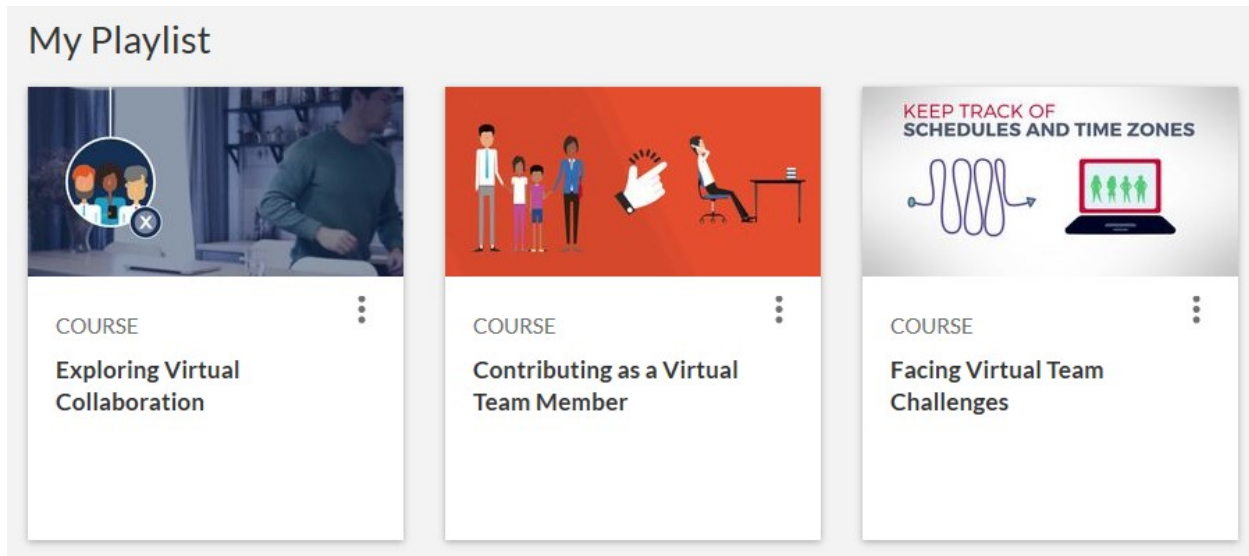 My Playlist
X
KEEP TRACK OF
SCHEDULES AND TIME ZONES
COURSE
Exploring Virtual
Collaboration
COURSE
Contributing as a Virtual
Team Member
COURSE
Facing Virtual Team
Challenges